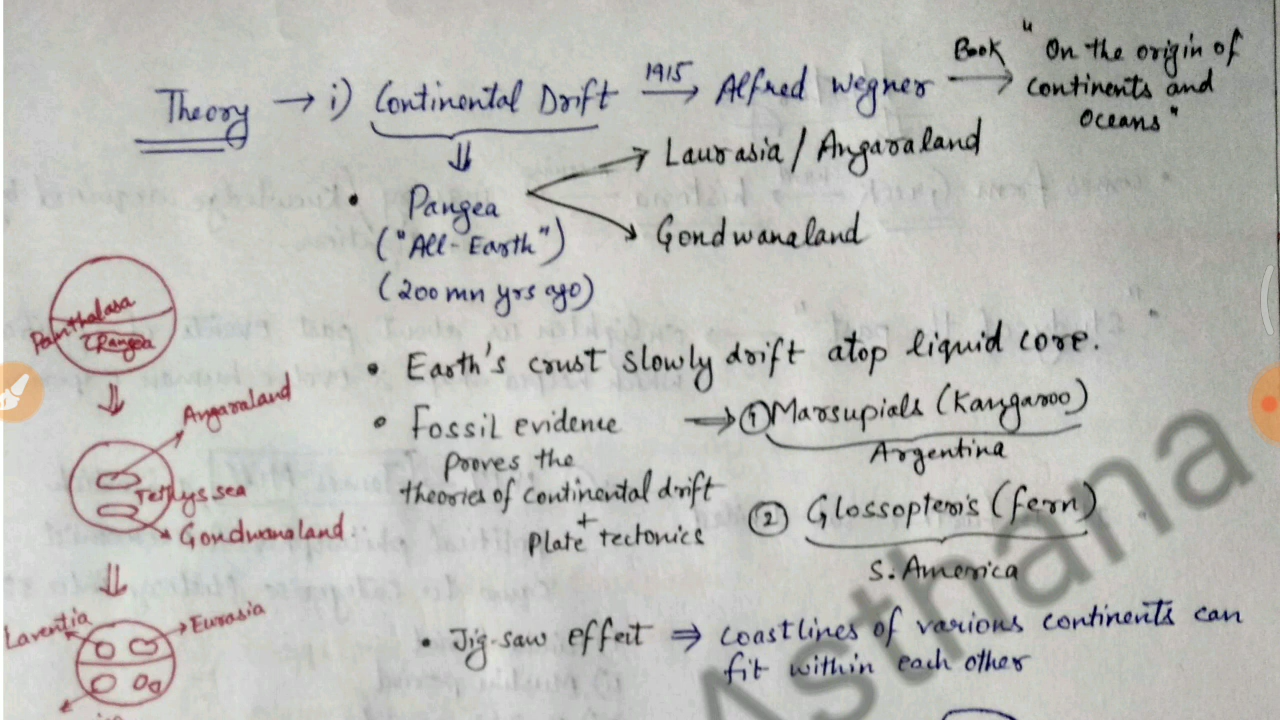 Theory → i) Continental Drift 1915 → Alfred Wegner Book → "On the origin of
continents and
Oceans"
⇓
→ Laurasia / Angaraland
• Pangea
→ Gondwanaland
("All-Earth")
(200 mn yrs ago)
Panthalasa
Pangea
• Earth's crust slowly drift atop liquid core.
⇓
Angaraland
• Fossil evidence → ① Marsupials (Kangaroo)
Argentina
proves the
theories of continental drift
+
Plate tectonics
② Glossopteris (fern)
S. America
Tethys sea
Gondwanaland
⇓
Laventia
Eurasia
• Jig-saw effeit ⇒ coastlines of various continents can
fit within each other
Asthana